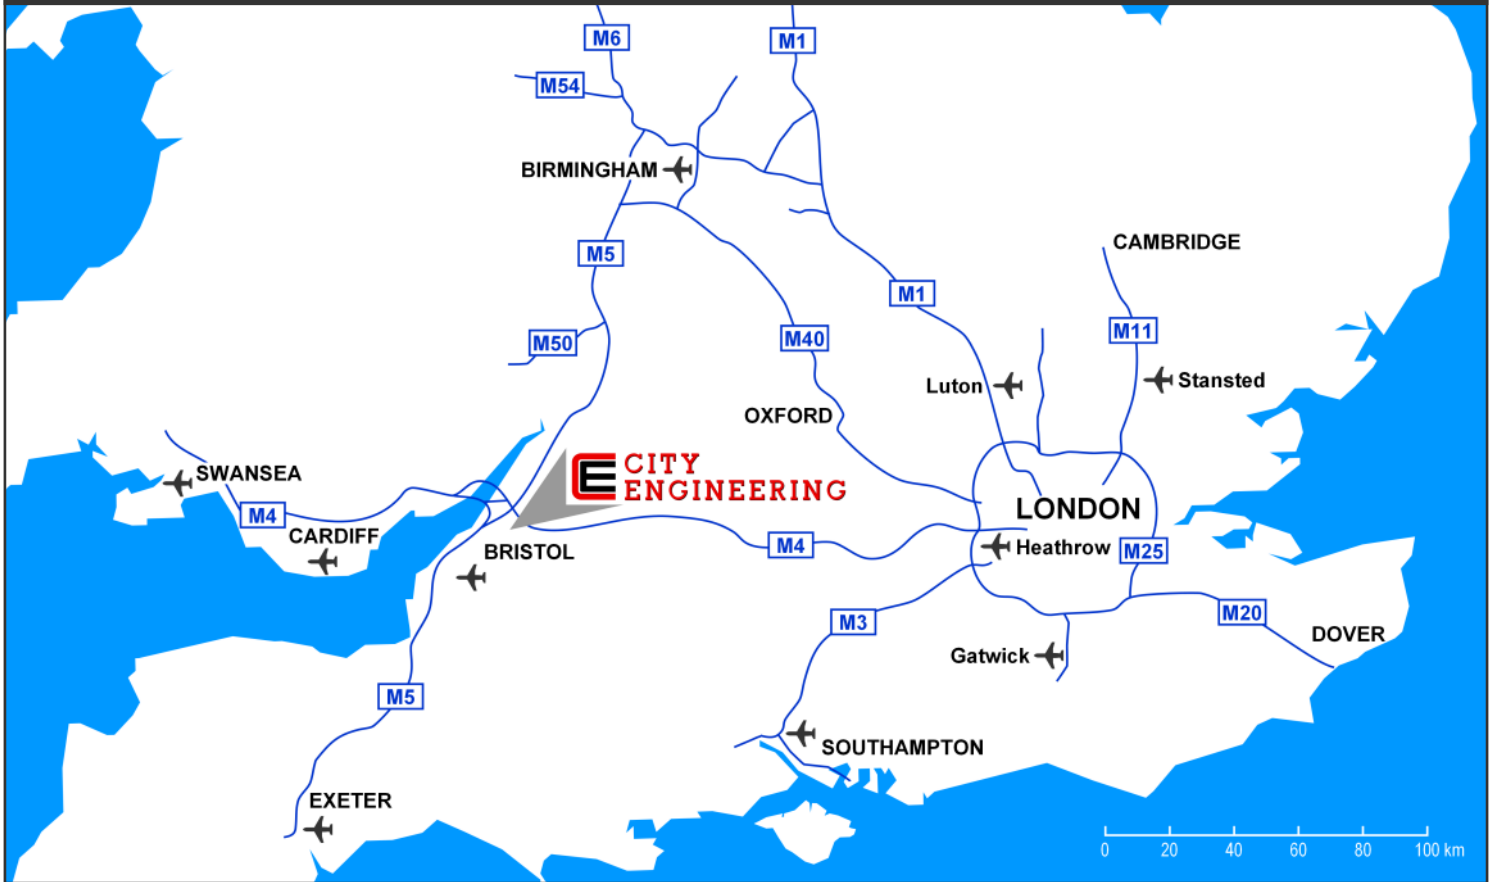 M6
M1
M54
BIRMINGHAM
CAMBRIDGE
M5
M1
M11
M40
M50
Luton
Stansted
OXFORD
CITY
ENGINEERING
SWANSEA
LONDON
M4
CARDIFF
BRISTOL
M4
Heathrow
M25
M3
M20
DOVER
Gatwick
M5
SOUTHAMPTON
EXETER
0 20 40 60 80 100 km